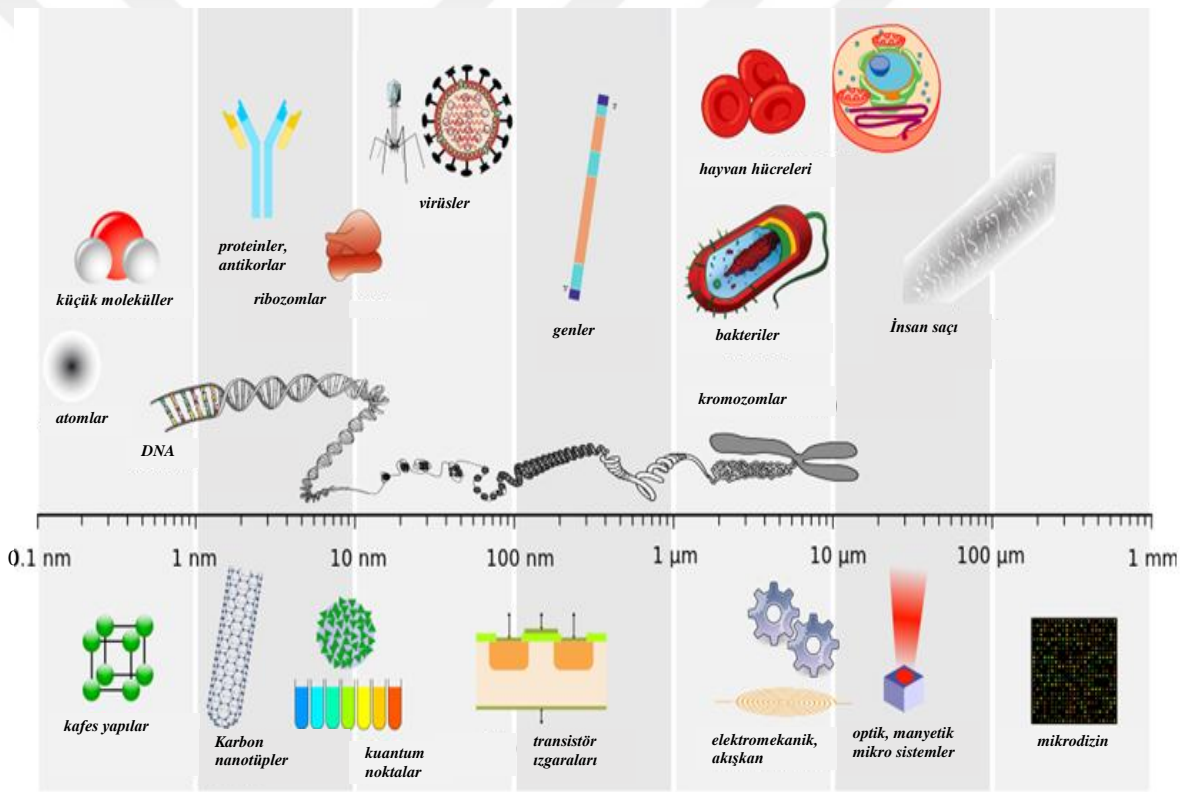 hayvan hücreleri
virüsler
proteinler,
antikorlar
küçük moleküller
ribozomlar
genler
bakteriler
İnsan saçı
atomlar
kromozomlar
DNA
0.1 nm
1 nm
10 nm
100 nm
1 µm
10 µm
100 µm
1 mm
kafes yapılar
Karbon
nanotüpler
kuantum
noktalar
transistör
ızgaraları
elektromekanik,
akışkan
optik, manyetik
mikro sistemler
mikrodizin